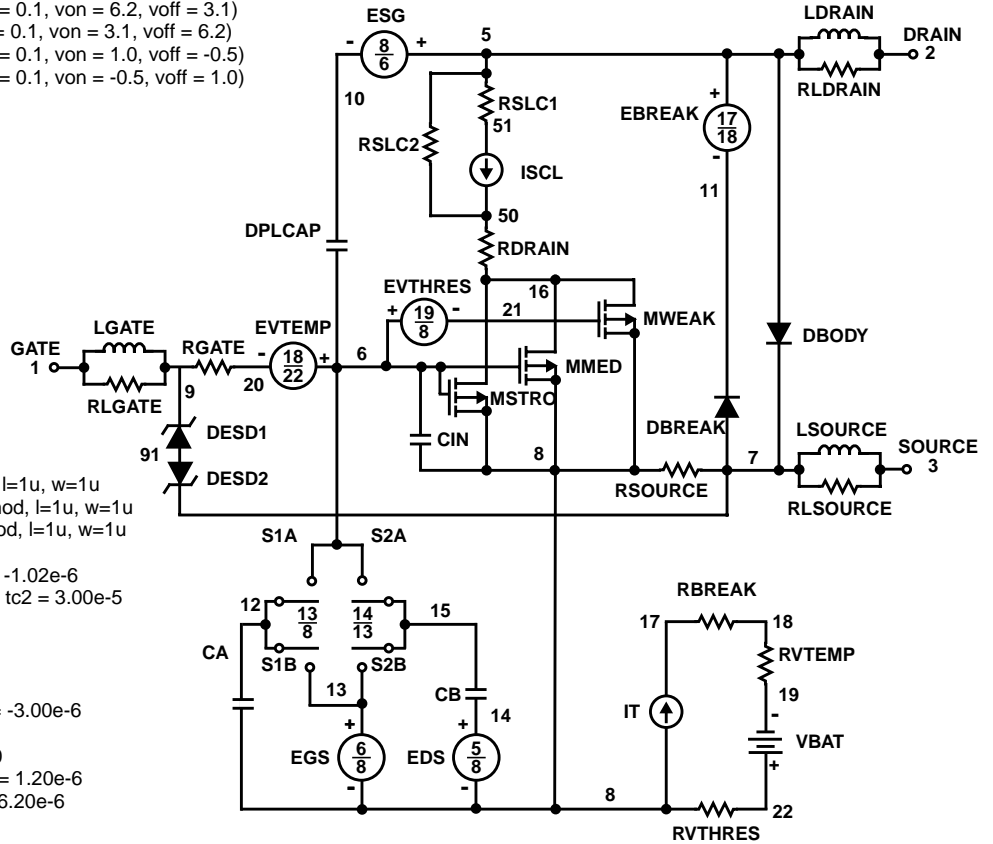 = 0.1, von = 6.2, voff = 3.1)
= 0.1, von = 3.1, voff = 6.2)
= 0.1, von = 1.0, voff = -0.5)
= 0.1, von = -0.5, voff = 1.0)
ESG
- 8/6 +
5
LDRAIN
DRAIN
2
RLDRAIN
10
RSLC1
51
RSLC2
ISCL
+
EBREAK
17/18
-
11
50
DPLCAP
RDRAIN
EVTHRES
+ 19/8 -
16
21
MWEAK
DBODY
LGATE
GATE
1
RGATE
EVTEMP
- 18/22 +
6
RLGATE
9
20
MMED
MSTRO
DESD1
91
DESD2
CIN
DBREAK
8
RSOURCE
7
LSOURCE
SOURCE
3
RLSOURCE
l=1u, w=1u
nod, l=1u, w=1u
od, l=1u, w=1u
-1.02e-6
tc2 = 3.00e-5
S1A
S2A
12
13/8
14/13
15
S1B
S2B
CA
13
CB
14
+
EGS
6/8
-
+
EDS
5/8
-
RBREAK
17
18
RVTEMP
19
IT
-
VBAT
+
8
22
RVTHRES
= -3.00e-6
)
= 1.20e-6
6.20e-6